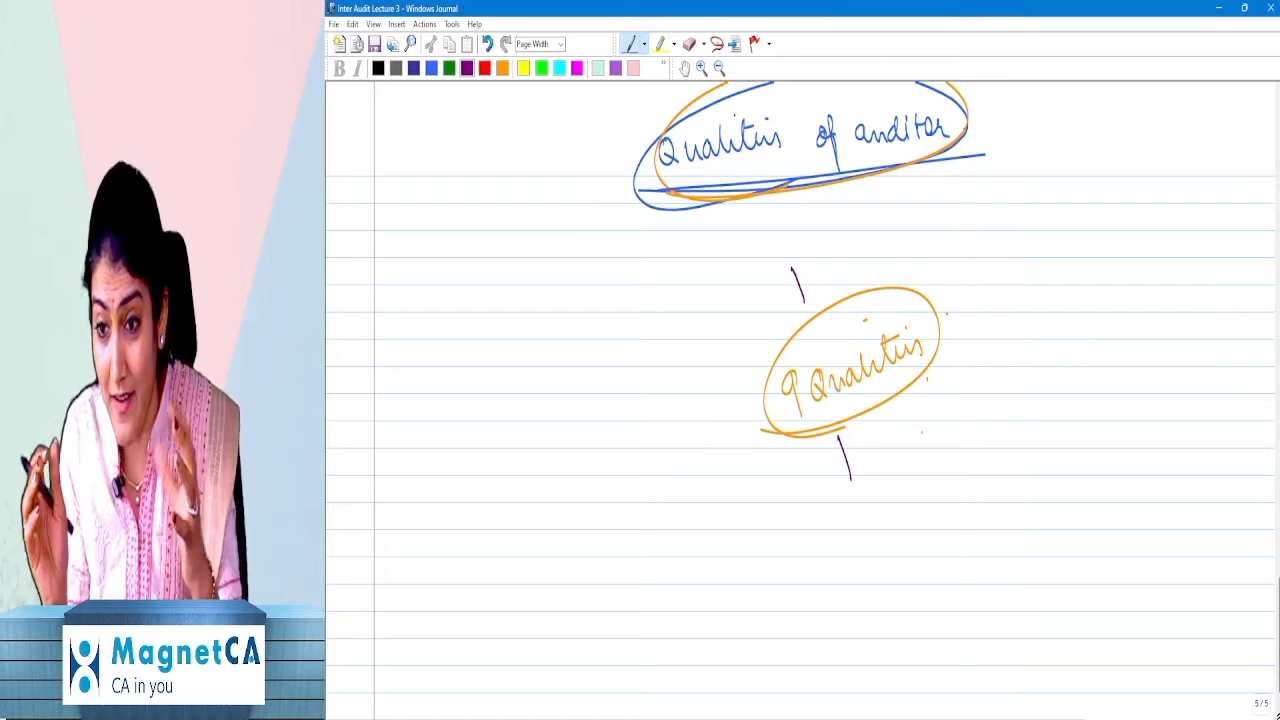 Inter Audit Lecture 3 - Windows Journal
File Edit View Insert Actions Tools Help
Page Width
B I
Qualities of auditor
9 Qualities
MagnetCA
CA in you
5/5